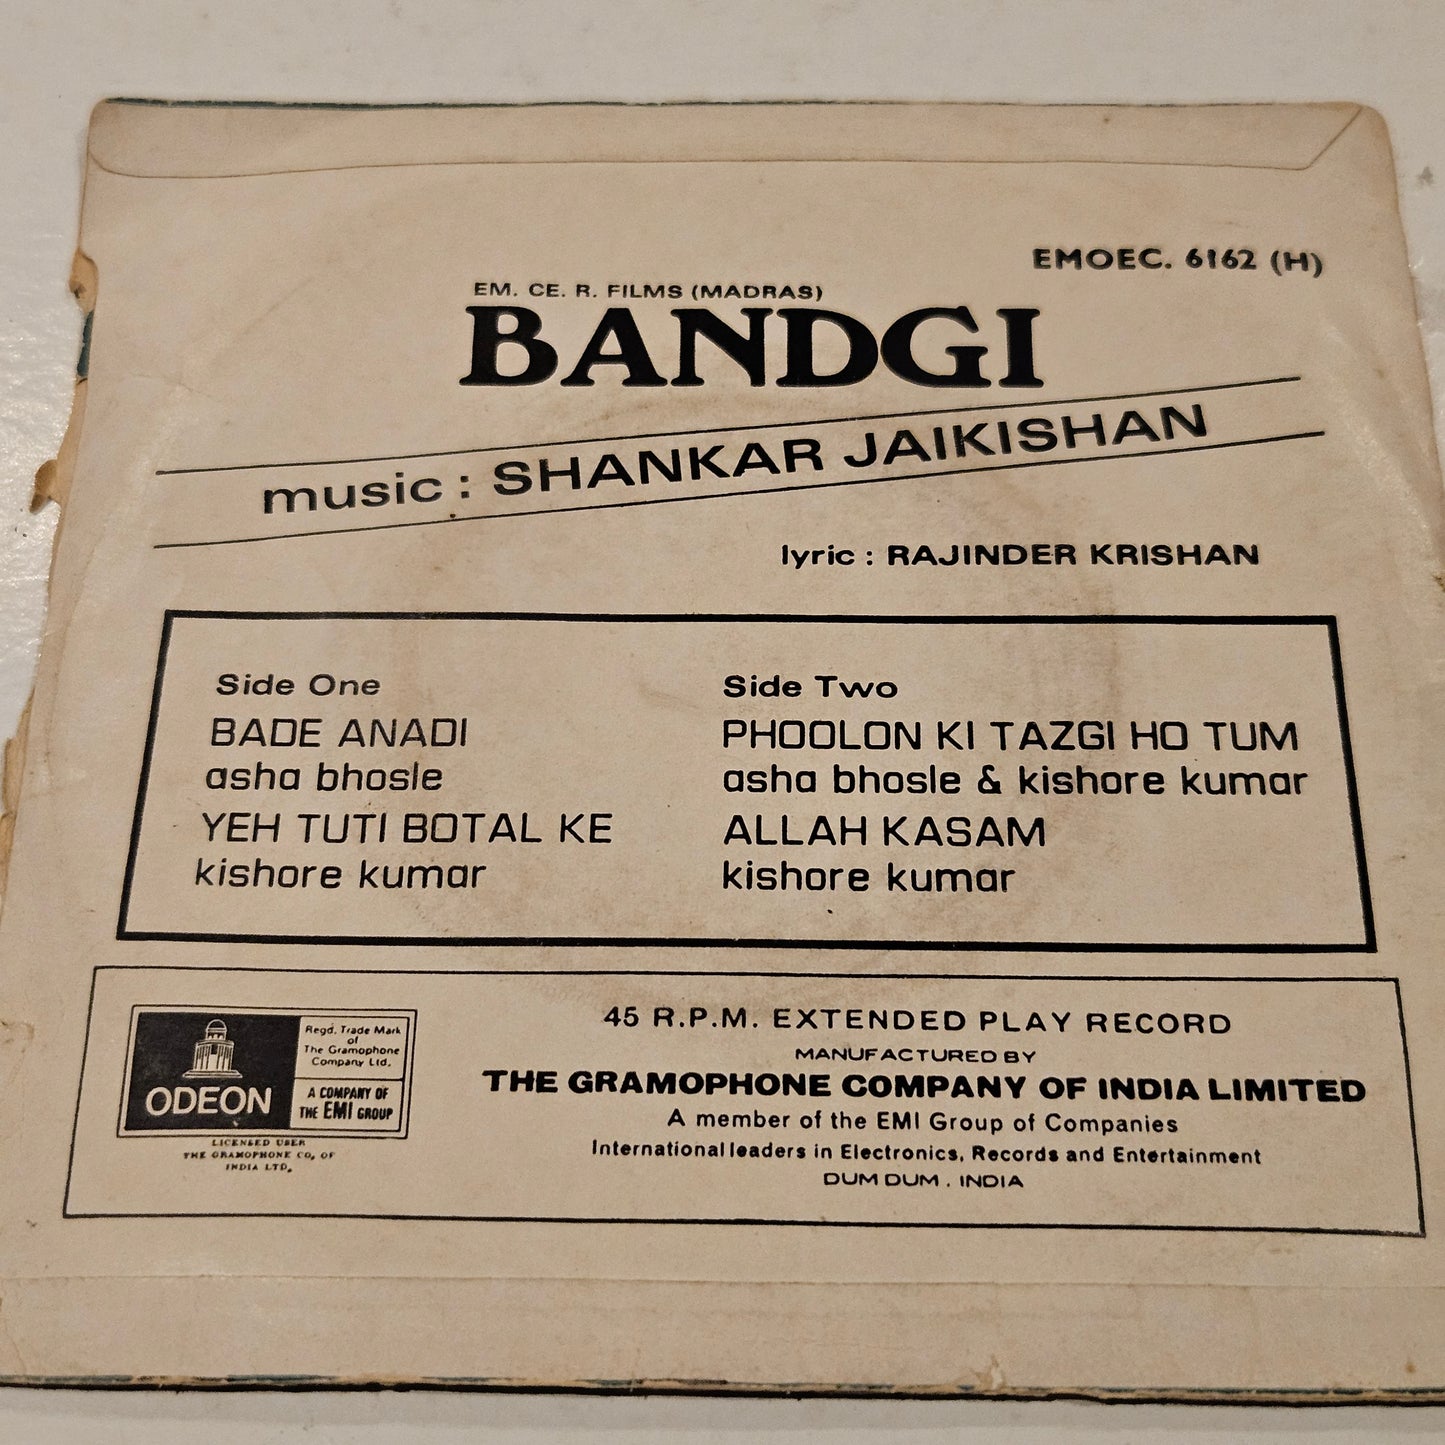 EMOEC. 6162 (H)
EM. CE. R. FILMS (MADRAS)
BANDGI
music : SHANKAR JAIKISHAN
lyric : RAJINDER KRISHAN
Side One
BADE ANADI
asha bhosle
YEH TUTI BOTAL KE
kishore kumar
Side Two
PHOOLON KI TAZGI HO TUM
asha bhosle & kishore kumar
ALLAH KASAM
kishore kumar
ODEON
Regd. Trade Mark
of
The Gramophone
Company Ltd.
A COMPANY OF
THE EMI GROUP
LICENSED USER
THE GRAMOPHONE CO, OF
INDIA LTD,
45 R.P.M. EXTENDED PLAY RECORD
MANUFACTURED BY
THE GRAMOPHONE COMPANY OF INDIA LIMITED
A member of the EMI Group of Companies
International leaders in Electronics, Records and Entertainment
DUM DUM . INDIA